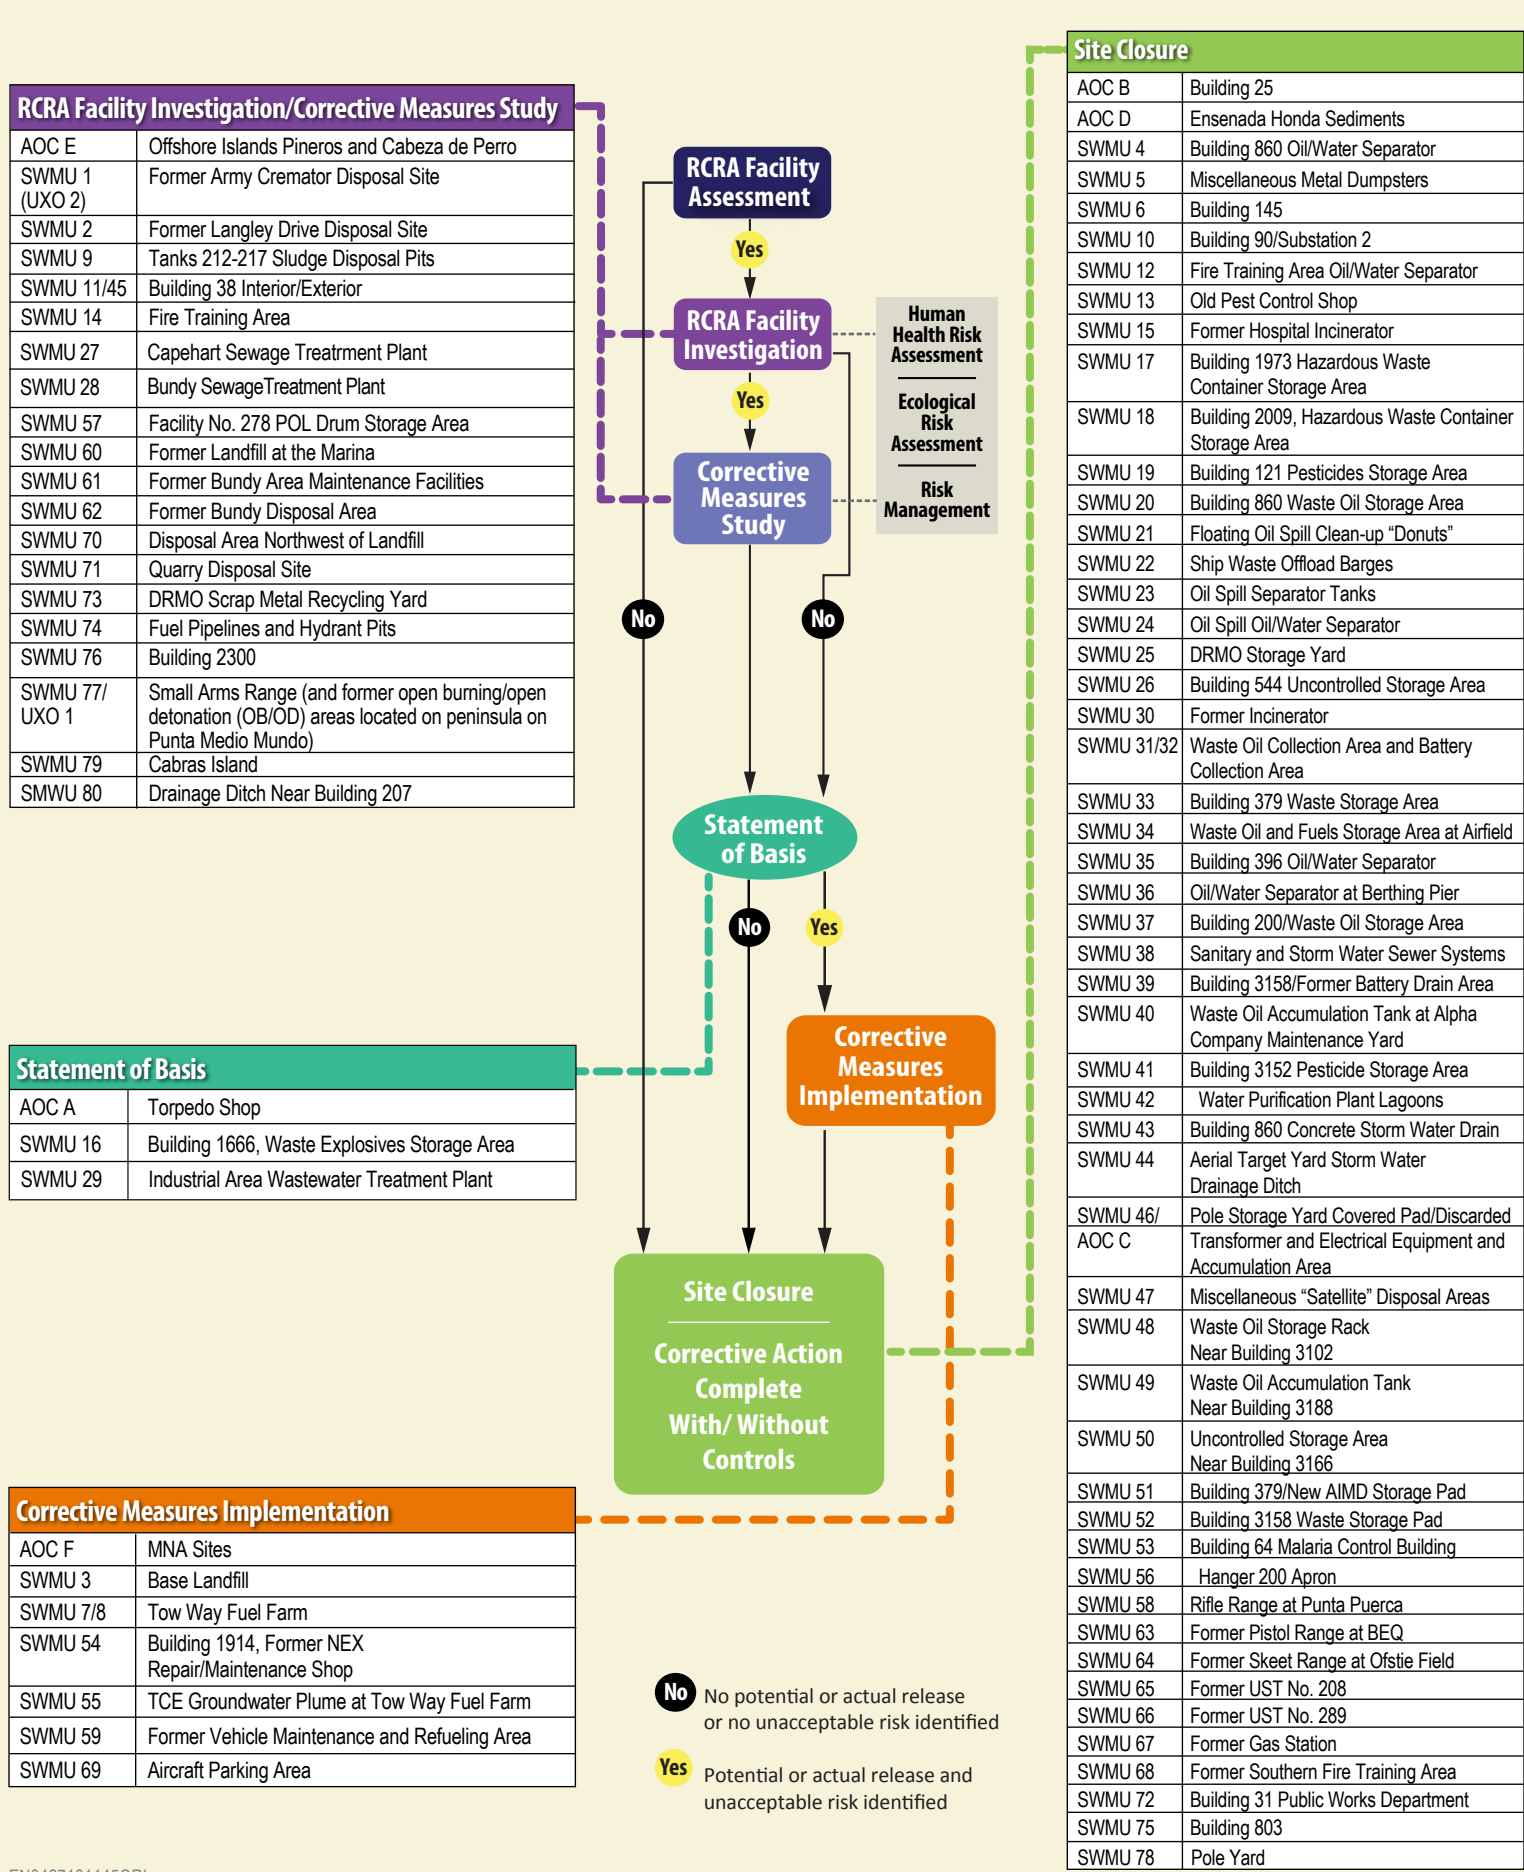 RCRA Facility Investigation/Corrective Measures Study
AOC E Offshore Islands Pineros and Cabeza de Perro
SWMU 1 Former Army Cremator Disposal Site
(UXO 2)
SWMU 2 Former Langley Drive Disposal Site
SWMU 9 Tanks 212-217 Sludge Disposal Pits
SWMU 11/45 Building 38 Interior/Exterior
SWMU 14 Fire Training Area
SWMU 27 Capehart Sewage Treatrment Plant
SWMU 28 Bundy SewageTreatment Plant
SWMU 57 Facility No. 278 POL Drum Storage Area
SWMU 60 Former Landfill at the Marina
SWMU 61 Former Bundy Area Maintenance Facilities
SWMU 62 Former Bundy Disposal Area
SWMU 70 Disposal Area Northwest of Landfill
SWMU 71 Quarry Disposal Site
SWMU 73 DRMO Scrap Metal Recycling Yard
SWMU 74 Fuel Pipelines and Hydrant Pits
SWMU 76 Building 2300
SWMU 77/ Small Arms Range (and former open burning/open
UXO 1 detonation (OB/OD) areas located on peninsula on
Punta Medio Mundo)
SWMU 79 Cabras Island
SMWU 80 Drainage Ditch Near Building 207
Statement of Basis
AOC A Torpedo Shop
SWMU 16 Building 1666, Waste Explosives Storage Area
SWMU 29 Industrial Area Wastewater Treatment Plant
Corrective Measures Implementation
AOC F MNA Sites
SWMU 3 Base Landfill
SWMU 7/8 Tow Way Fuel Farm
SWMU 54 Building 1914, Former NEX
Repair/Maintenance Shop
SWMU 55 TCE Groundwater Plume at Tow Way Fuel Farm
SWMU 59 Former Vehicle Maintenance and Refueling Area
SWMU 69 Aircraft Parking Area
RCRA Facility
Assessment
Yes
RCRA Facility
Investigation
Yes
Corrective
Measures
Study
Human
Health Risk
Assessment
Ecological
Risk
Assessment
Risk
Management
No
No
Statement
of Basis
No
Yes
Corrective
Measures
Implementation
Site Closure
Corrective Action
Complete
With/ Without
Controls
No No potential or actual release
or no unacceptable risk identified
Yes Potential or actual release and
unacceptable risk identified
Site Closure
AOC B Building 25
AOC D Ensenada Honda Sediments
SWMU 4 Building 860 Oil/Water Separator
SWMU 5 Miscellaneous Metal Dumpsters
SWMU 6 Building 145
SWMU 10 Building 90/Substation 2
SWMU 12 Fire Training Area Oil/Water Separator
SWMU 13 Old Pest Control Shop
SWMU 15 Former Hospital Incinerator
SWMU 17 Building 1973 Hazardous Waste
Container Storage Area
SWMU 18 Building 2009, Hazardous Waste Container
Storage Area
SWMU 19 Building 121 Pesticides Storage Area
SWMU 20 Building 860 Waste Oil Storage Area
SWMU 21 Floating Oil Spill Clean-up “Donuts”
SWMU 22 Ship Waste Offload Barges
SWMU 23 Oil Spill Separator Tanks
SWMU 24 Oil Spill Oil/Water Separator
SWMU 25 DRMO Storage Yard
SWMU 26 Building 544 Uncontrolled Storage Area
SWMU 30 Former Incinerator
SWMU 31/32 Waste Oil Collection Area and Battery
Collection Area
SWMU 33 Building 379 Waste Storage Area
SWMU 34 Waste Oil and Fuels Storage Area at Airfield
SWMU 35 Building 396 Oil/Water Separator
SWMU 36 Oil/Water Separator at Berthing Pier
SWMU 37 Building 200/Waste Oil Storage Area
SWMU 38 Sanitary and Storm Water Sewer Systems
SWMU 39 Building 3158/Former Battery Drain Area
SWMU 40 Waste Oil Accumulation Tank at Alpha
Company Maintenance Yard
SWMU 41 Building 3152 Pesticide Storage Area
SWMU 42 Water Purification Plant Lagoons
SWMU 43 Building 860 Concrete Storm Water Drain
SWMU 44 Aerial Target Yard Storm Water
Drainage Ditch
SWMU 46/ Pole Storage Yard Covered Pad/Discarded
AOC C Transformer and Electrical Equipment and
Accumulation Area
SWMU 47 Miscellaneous “Satellite” Disposal Areas
SWMU 48 Waste Oil Storage Rack
Near Building 3102
SWMU 49 Waste Oil Accumulation Tank
Near Building 3188
SWMU 50 Uncontrolled Storage Area
Near Building 3166
SWMU 51 Building 379/New AIMD Storage Pad
SWMU 52 Building 3158 Waste Storage Pad
SWMU 53 Building 64 Malaria Control Building
SWMU 56 Hanger 200 Apron
SWMU 58 Rifle Range at Punta Puerca
SWMU 63 Former Pistol Range at BEQ
SWMU 64 Former Skeet Range at Ofstie Field
SWMU 65 Former UST No. 208
SWMU 66 Former UST No. 289
SWMU 67 Former Gas Station
SWMU 68 Former Southern Fire Training Area
SWMU 72 Building 31 Public Works Department
SWMU 75 Building 803
SWMU 78 Pole Yard